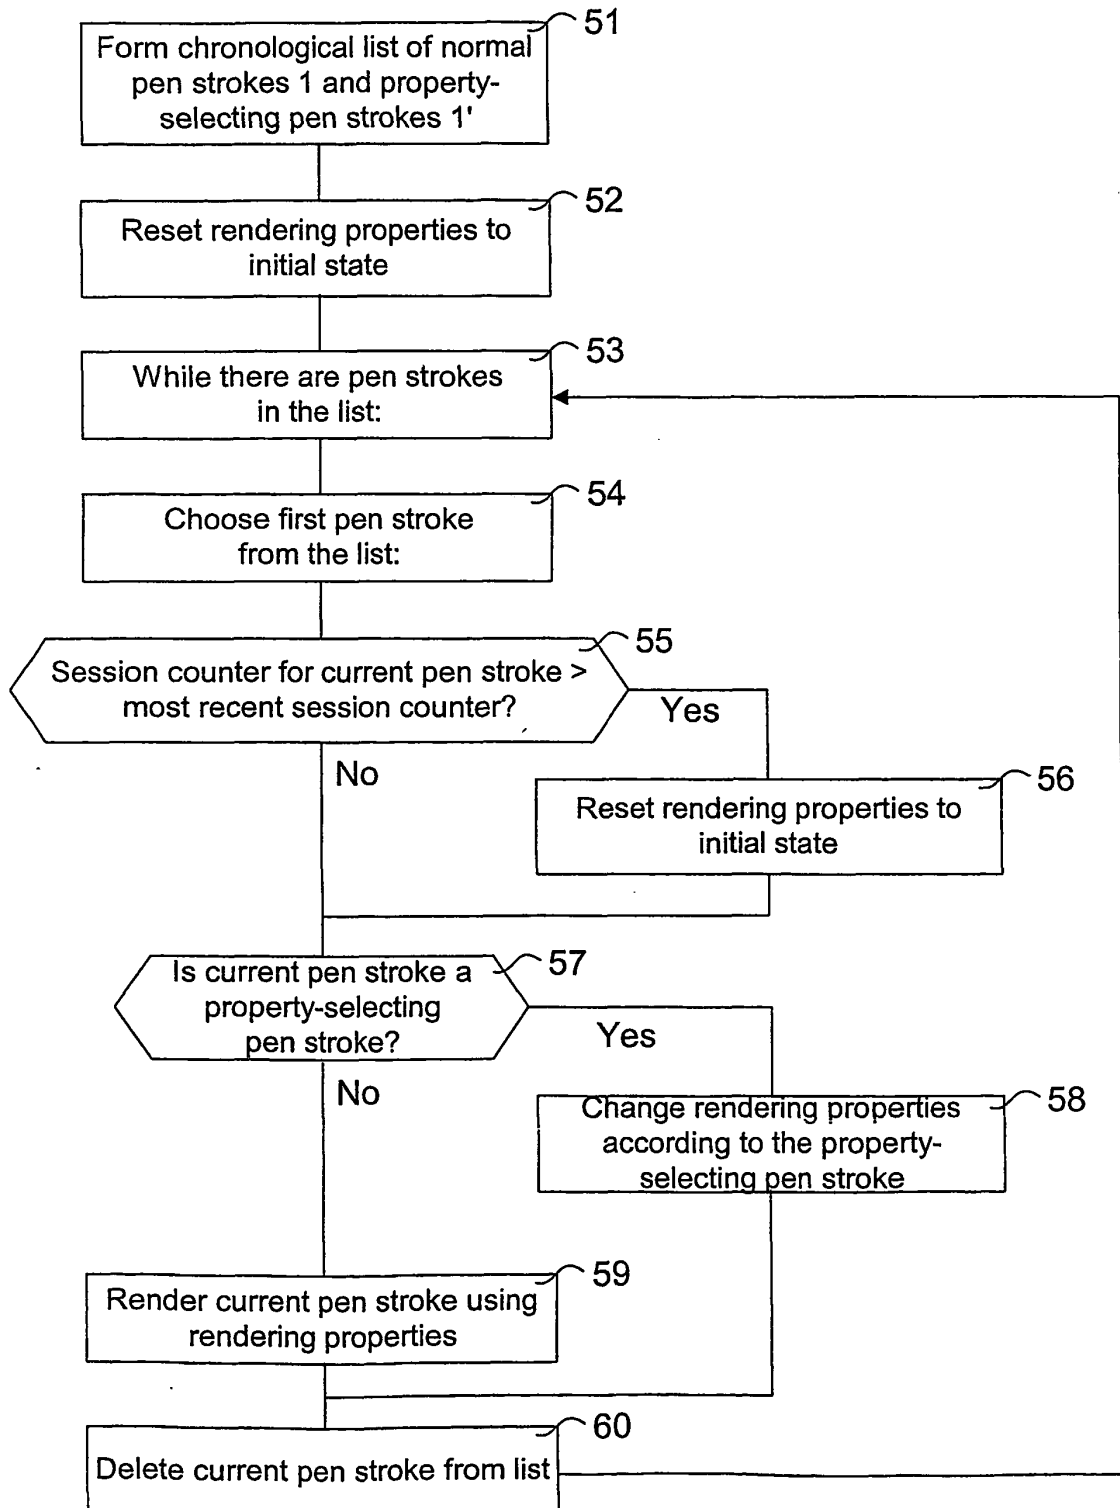 51
Form chronological list of normal
pen strokes 1 and property-
selecting pen strokes 1'
52
Reset rendering properties to
initial state
53
While there are pen strokes
in the list:
54
Choose first pen stroke
from the list:
55
Session counter for current pen stroke >
most recent session counter?
Yes
No
56
Reset rendering properties to
initial state
57
Is current pen stroke a
property-selecting
pen stroke?
Yes
No
58
Change rendering properties
according to the property-
selecting pen stroke
59
Render current pen stroke using
rendering properties
60
Delete current pen stroke from list